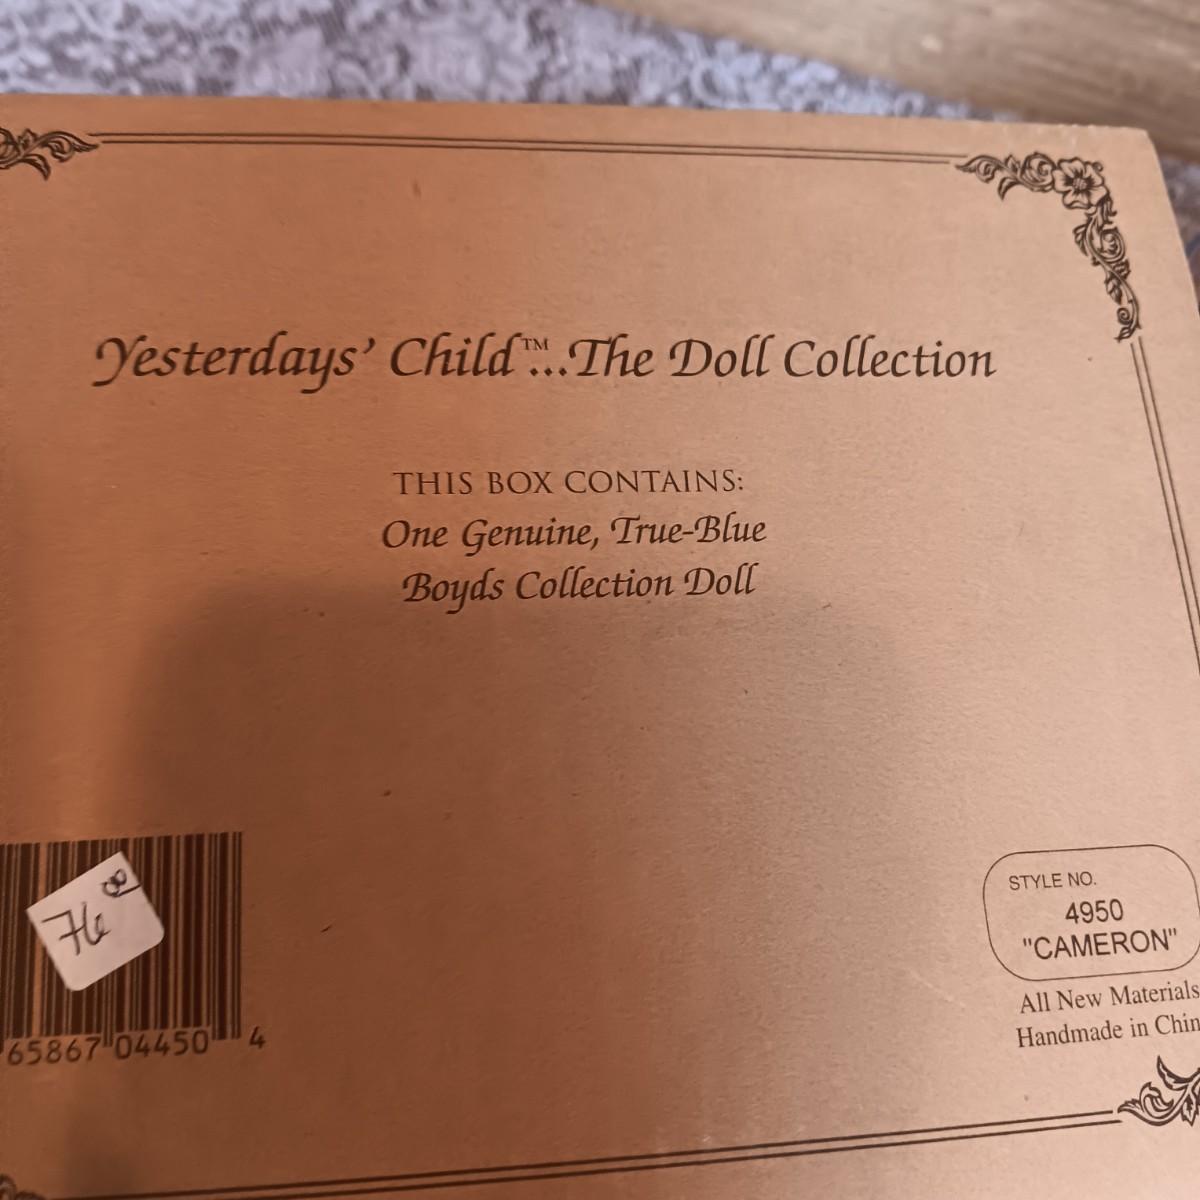 Yesterdays' Child™...The Doll Collection
THIS BOX CONTAINS:
One Genuine, True-Blue
Boyds Collection Doll
76 00
65867 04450 4
STYLE NO.
4950
"CAMERON"
All New Materials
Handmade in